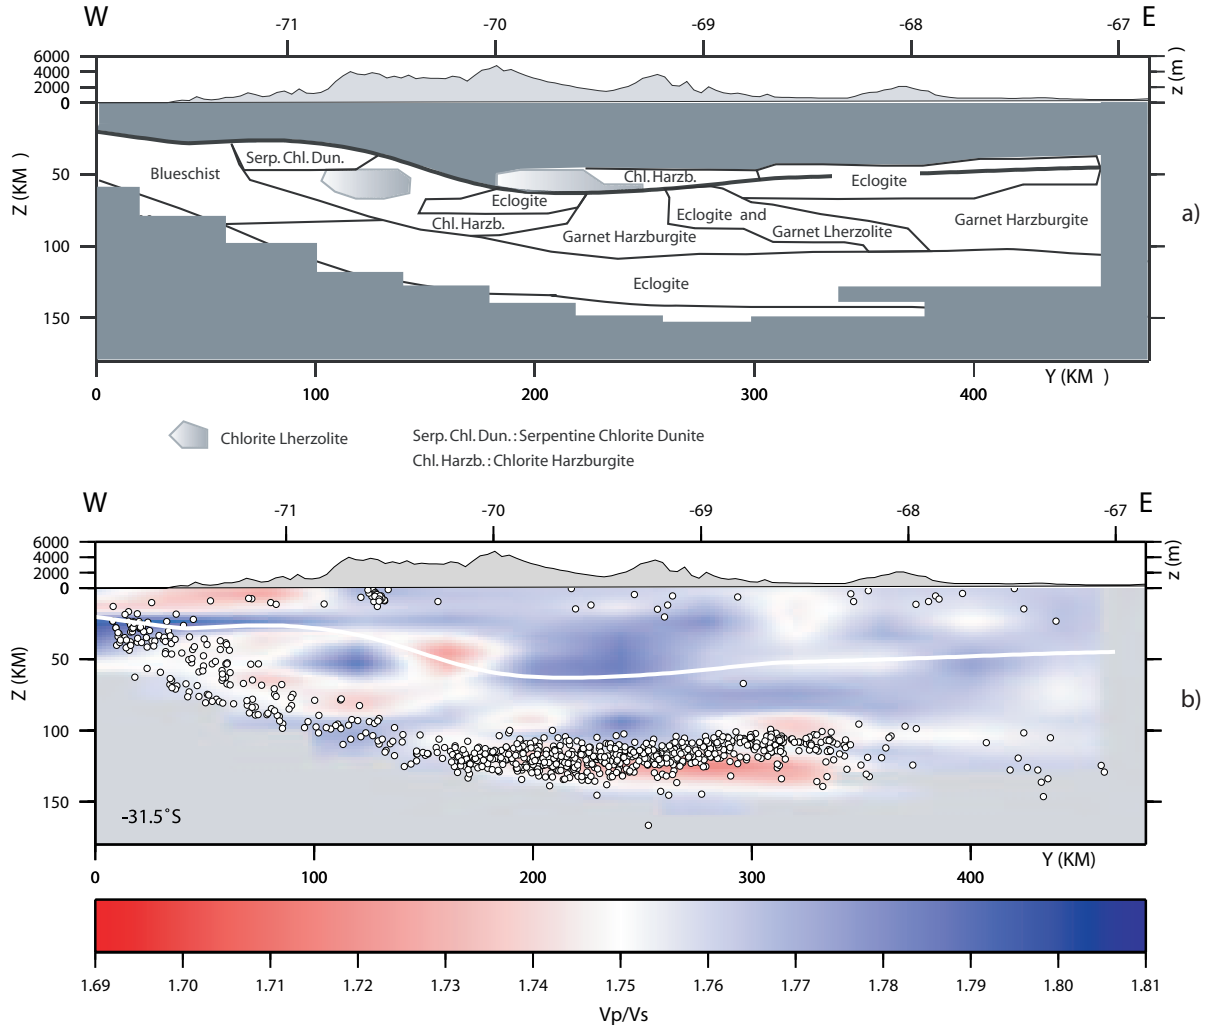 W -71 -70 -69 -68 -67 E
6000
4000
2000
0
z (m )
Z (KM )
50
100
150
Serp. Chl. Dun.
Blueschist
Chl. Harzb.
Eclogite
Eclogite
Chl. Harzb.
Eclogite and
Garnet Lherzolite
Garnet Harzburgite
Garnet Harzburgite
Eclogite
a)
0 100 200 300 400 Y (KM )
Chlorite Lherzolite
Serp. Chl. Dun. : Serpentine Chlorite Dunite
Chl. Harzb. : Chlorite Harzburgite
W -71 -70 -69 -68 -67 E
6000
4000
2000
0
z (m)
Z (KM)
50
100
150
b)
-31.5°S
0 100 200 300 400 Y (KM)
1.69 1.70 1.71 1.72 1.73 1.74 1.75 1.76 1.77 1.78 1.79 1.80 1.81
Vp/Vs